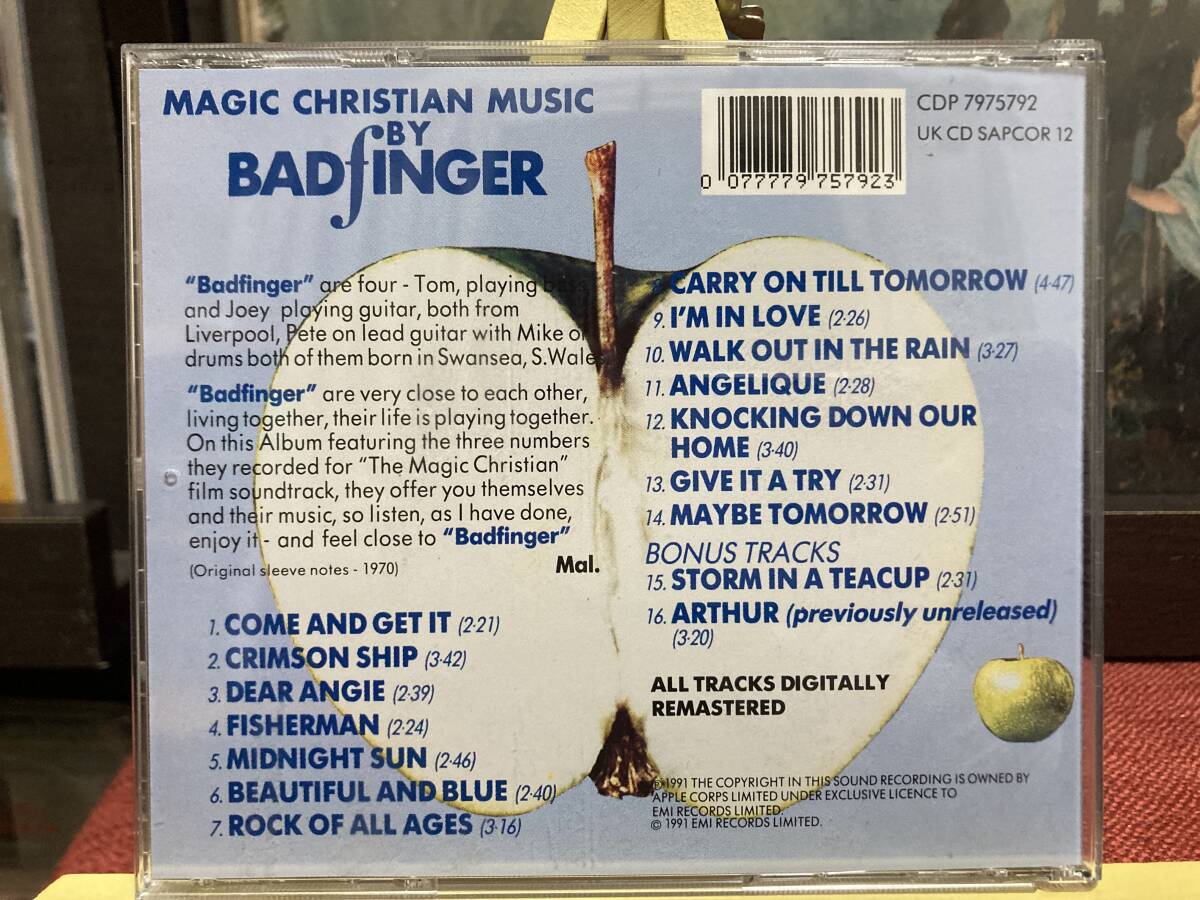 MAGIC CHRISTIAN MUSIC
BY
BADfINGER
0 077779 757923
CDP 7975792
UK CD SAPCOR 12
"Badfinger" are four - Tom, playing
and Joey playing guitar, both from
Liverpool, Pete on lead guitar with Mike
drums both of them born in Swansea, S.Wales
"Badfinger" are very close to each other,
living together, their life is playing together.
On this Album featuring the three numbers
they recorded for "The Magic Christian"
film soundtrack, they offer you themselves
and their music, so listen, as I have done,
enjoy it - and feel close to "Badfinger"
(Original sleeve notes - 1970) Mal.
1. COME AND GET IT (2·21)
2. CRIMSON SHIP (3·42)
3. DEAR ANGIE (2·39)
4. FISHERMAN (2·24)
5. MIDNIGHT SUN (2·46)
6. BEAUTIFUL AND BLUE (2·40)
7. ROCK OF ALL AGES (3·16)
8. CARRY ON TILL TOMORROW (4·47)
9. I'M IN LOVE (2·26)
10. WALK OUT IN THE RAIN (3·27)
11. ANGELIQUE (2·28)
12. KNOCKING DOWN OUR
HOME (3·40)
13. GIVE IT A TRY (2·31)
14. MAYBE TOMORROW (2·51)
BONUS TRACKS
15. STORM IN A TEACUP (2·31)
16. ARTHUR (previously unreleased)
(3·20)
ALL TRACKS DIGITALLY
REMASTERED
℗ 1991 THE COPYRIGHT IN THIS SOUND RECORDING IS OWNED BY
APPLE CORPS LIMITED UNDER EXCLUSIVE LICENCE TO
EMI RECORDS LIMITED.
© 1991 EMI RECORDS LIMITED.